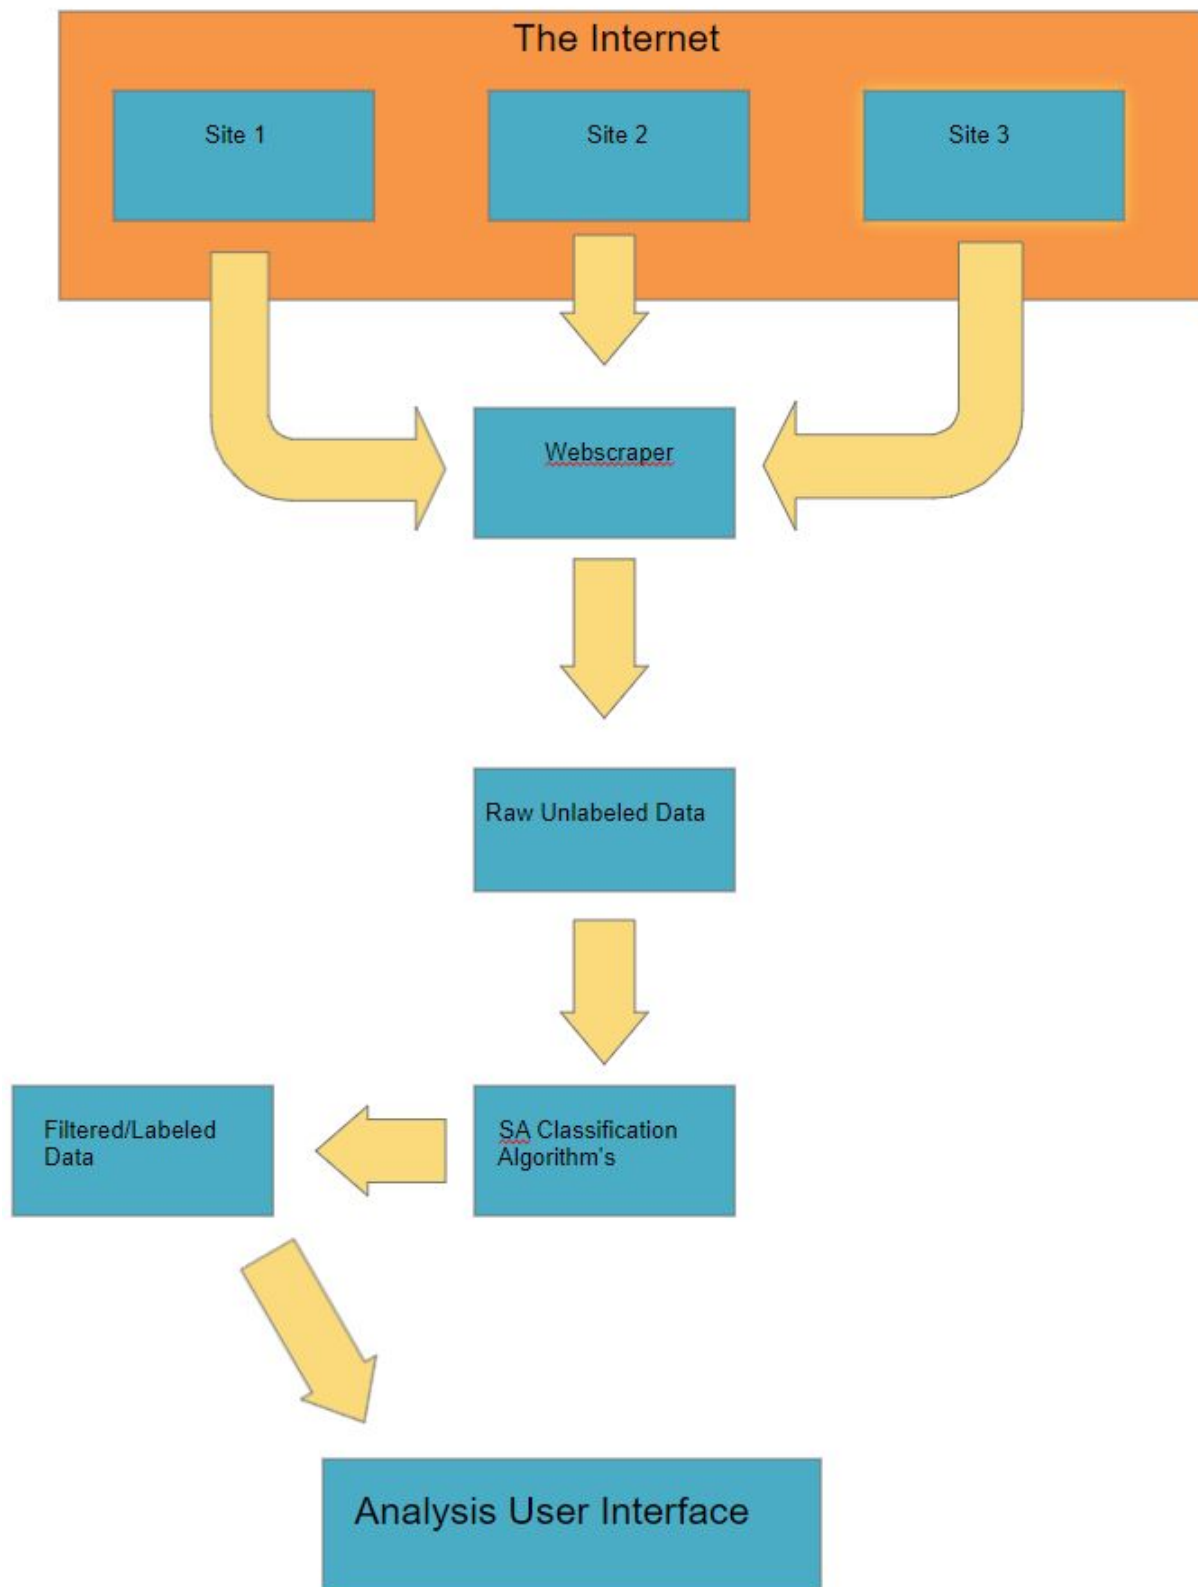 The Internet
Site 1
Site 2
Site 3
Webscraper
Raw Unlabeled Data
SA Classification
Algorithm's
Filtered/Labeled
Data
Analysis User Interface